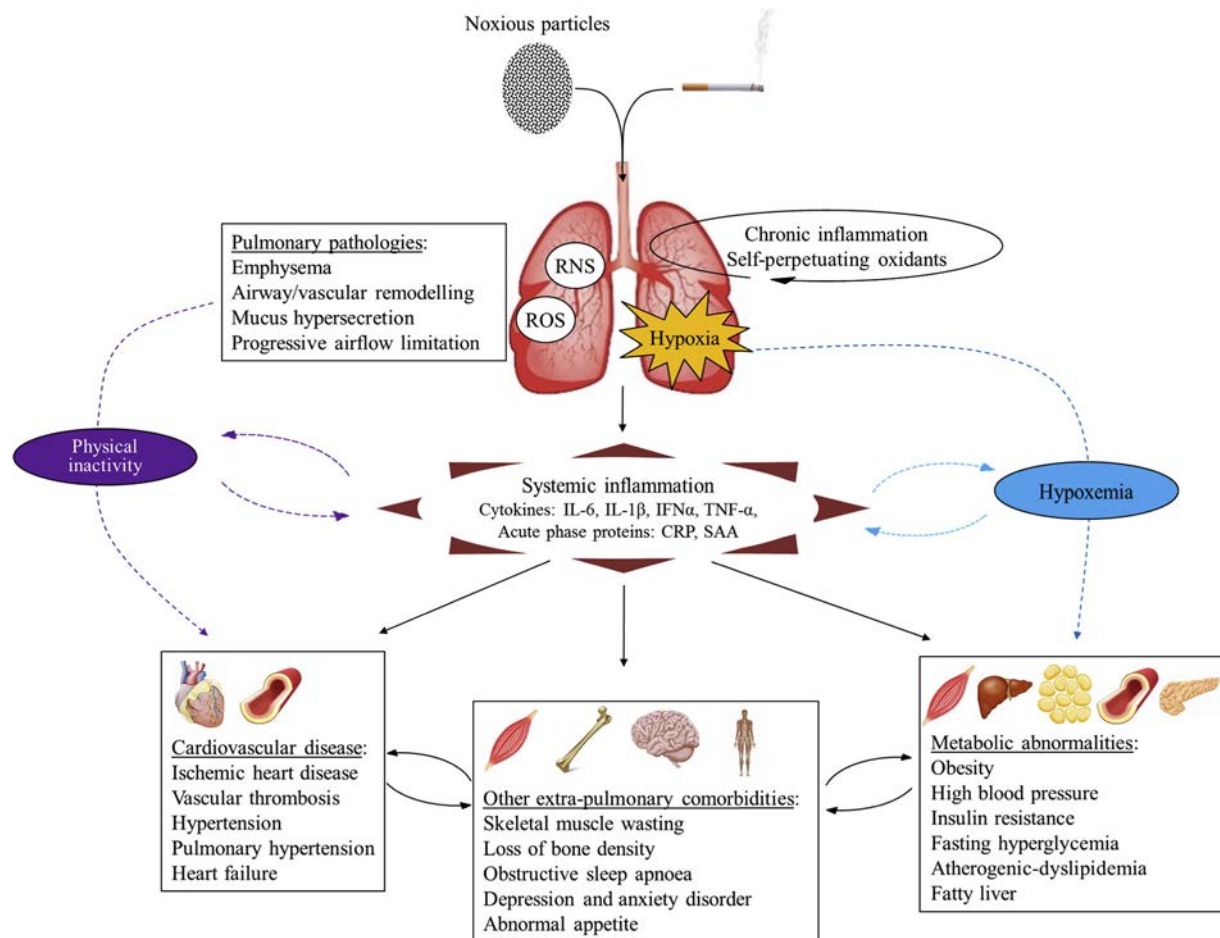 Noxious particles
Pulmonary pathologies:
Emphysema
Airway/vascular remodelling
Mucus hypersecretion
Progressive airflow limitation
RNS
ROS
Chronic inflammation
Self-perpetuating oxidants
Hypoxia
Physical
inactivity
Systemic inflammation
Cytokines: IL-6, IL-1β, IFNα, TNF-α,
Acute phase proteins: CRP, SAA
Hypoxemia
Cardiovascular disease:
Ischemic heart disease
Vascular thrombosis
Hypertension
Pulmonary hypertension
Heart failure
Other extra-pulmonary comorbidities:
Skeletal muscle wasting
Loss of bone density
Obstructive sleep apnoea
Depression and anxiety disorder
Abnormal appetite
Metabolic abnormalities:
Obesity
High blood pressure
Insulin resistance
Fasting hyperglycemia
Atherogenic-dyslipidemia
Fatty liver